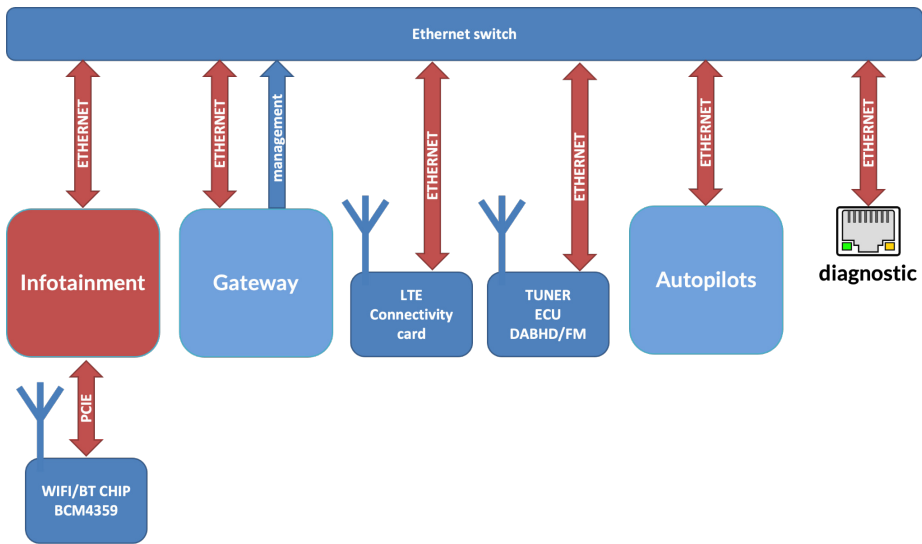 Ethernet switch
ETHERNET
ETHERNET
management
ETHERNET
ETHERNET
ETHERNET
ETHERNET
Infotainment
Gateway
LTE
Connectivity
card
TUNER
ECU
DABHD/FM
Autopilots
diagnostic
PCIE
WIFI/BT CHIP
BCM4359